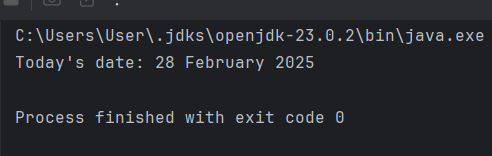 C:\Users\User\.jdks\openjdk-23.0.2\bin\java.exe
Today's date: 28 February 2025
Process finished with exit code 0